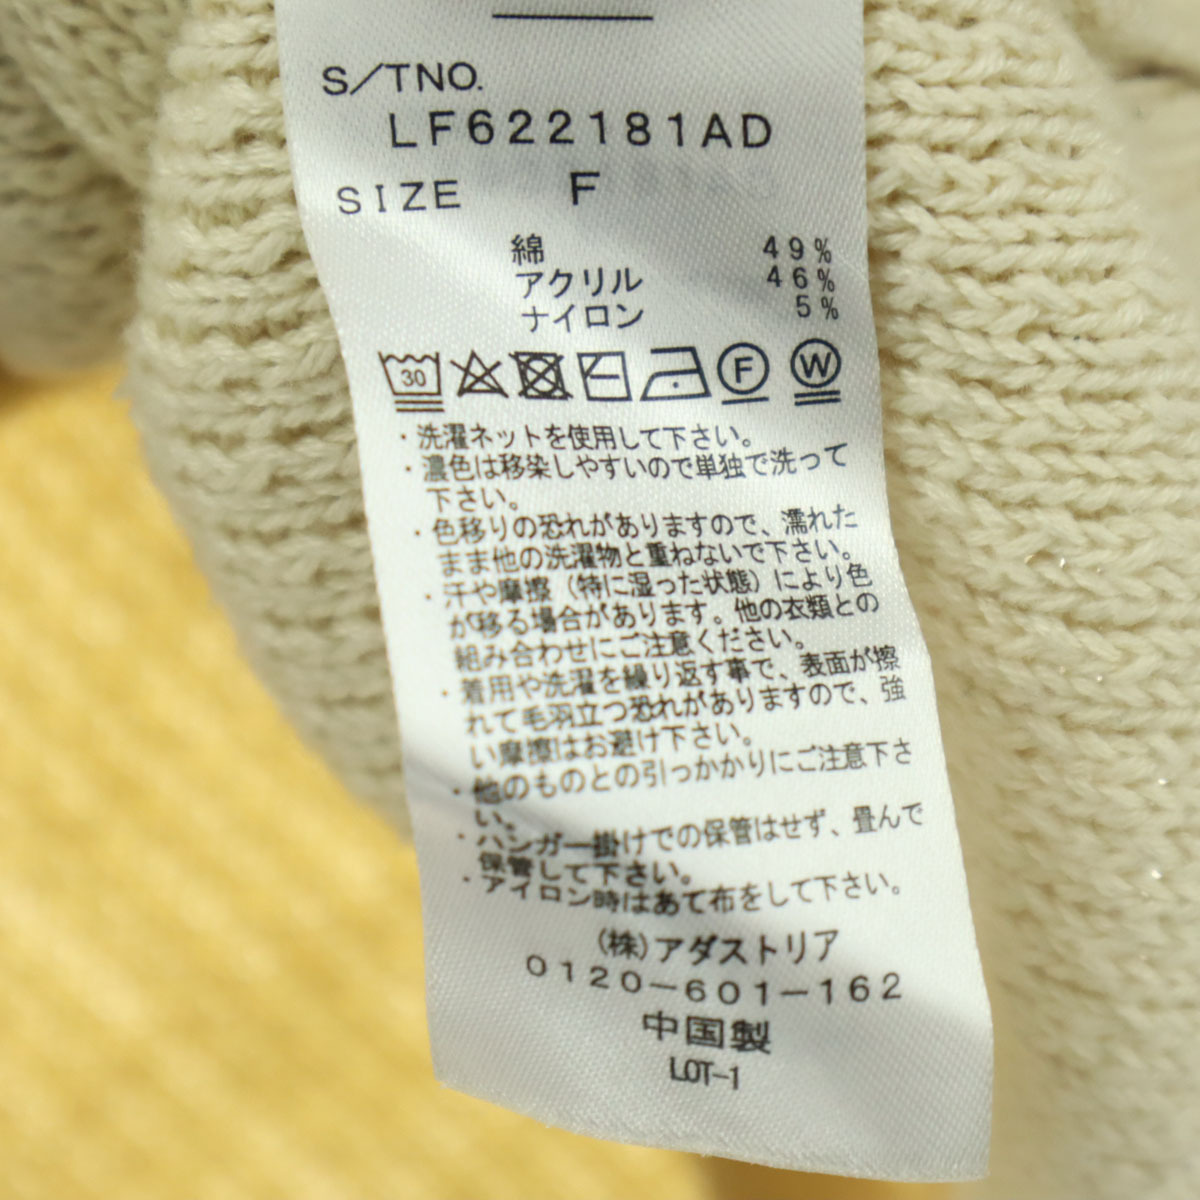 S/TNO.
LF622181AD
SIZE F
綿 49%
アクリル 46%
ナイロン 5%
30 F W
・洗濯ネットを使用して下さい。
・濃色は移染しやすいので単独で洗って
下さい。
・色移りの恐れがありますので、濡れた
まま他の洗濯物と重ねないで下さい。
・汗や摩擦（特に湿った状態）により色
が移る場合があります。他の衣類との
組み合わせにご注意ください。
・着用や洗濯を繰り返す事で、表面が擦
れて毛羽立つ恐れがありますので、強
い摩擦はお避け下さい。
・他のものとの引っかかりにご注意下さ
い。
・ハンガー掛けでの保管はせず、畳んで
保管して下さい。
・アイロン時はあて布をして下さい。
(株)アダストリア
0120-601-162
中国製
LOT-1